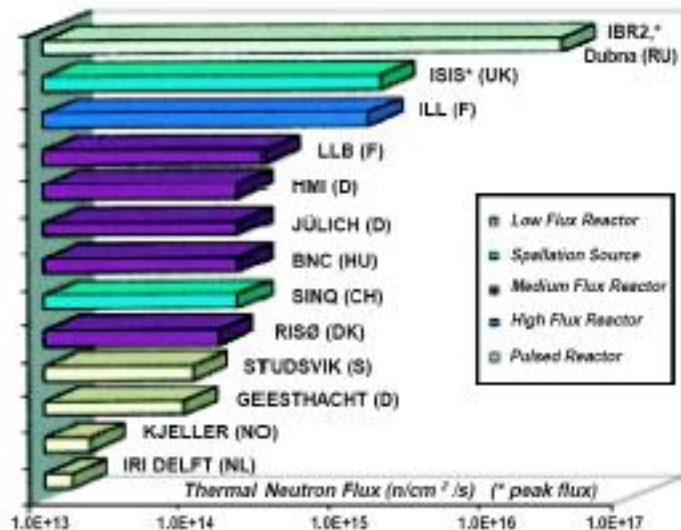 IBR2,*
Dubna (RU)
ISIS* (UK)
ILL (F)
LLB (F)
HMI (D)
JÜLICH (D)
BNC (HU)
SINQ (CH)
RISØ (DK)
STUDSVIK (S)
GEESTHACHT (D)
KJELLER (NO)
IRI DELFT (NL)
Low Flux Reactor
Spallation Source
Medium Flux Reactor
High Flux Reactor
Pulsed Reactor
Thermal Neutron Flux (n/cm ² /s) (* peak flux)
1.0E+13 1.0E+14 1.0E+15 1.0E+16 1.0E+17